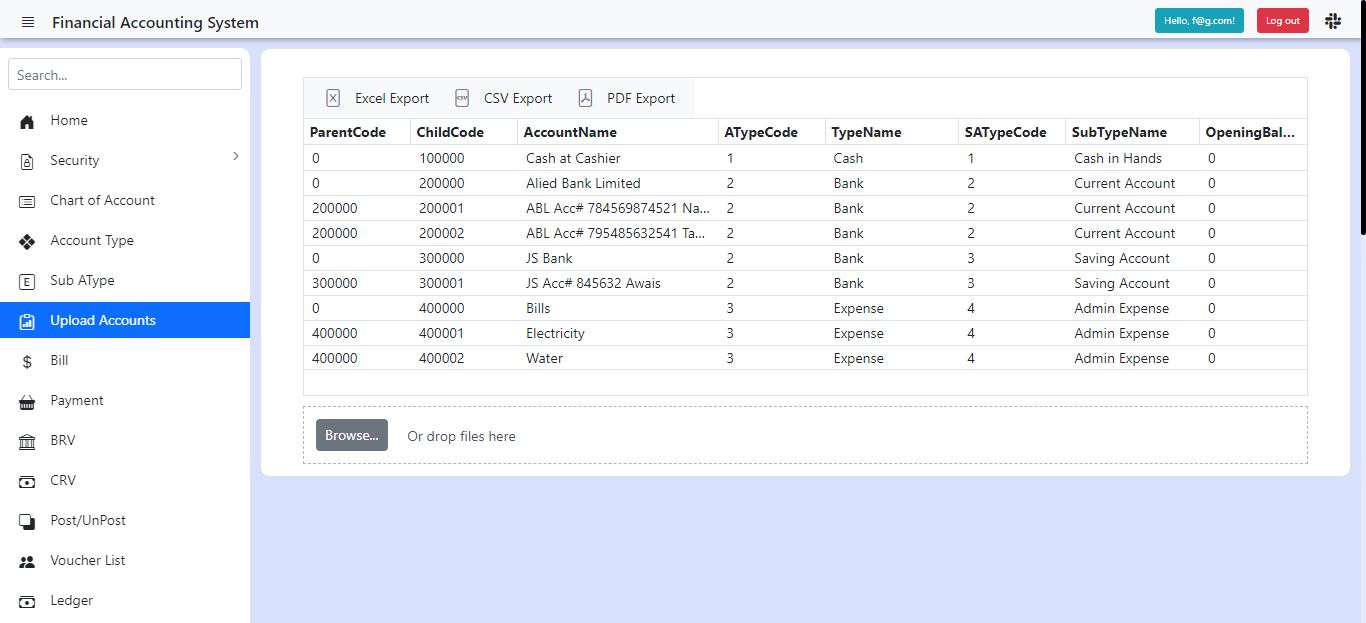 Financial Accounting System
Hello, f@g.com!
Log out
Search...
Home
Security
Chart of Account
Account Type
E
Sub AType
Upload Accounts
$
Bill
Payment
BRV
CRV
Post/UnPost
Voucher List
Ledger
X Excel Export CSV CSV Export PDF Export
ParentCode ChildCode AccountName ATypeCode TypeName SATypeCode SubTypeName OpeningBal...
0 100000 Cash at Cashier 1 Cash 1 Cash in Hands 0
0 200000 Alied Bank Limited 2 Bank 2 Current Account 0
200000 200001 ABL Acc# 784569874521 Na... 2 Bank 2 Current Account 0
200000 200002 ABL Acc# 795485632541 Ta... 2 Bank 2 Current Account 0
0 300000 JS Bank 2 Bank 3 Saving Account 0
300000 300001 JS Acc# 845632 Awais 2 Bank 3 Saving Account 0
0 400000 Bills 3 Expense 4 Admin Expense 0
400000 400001 Electricity 3 Expense 4 Admin Expense 0
400000 400002 Water 3 Expense 4 Admin Expense 0
Browse... Or drop files here